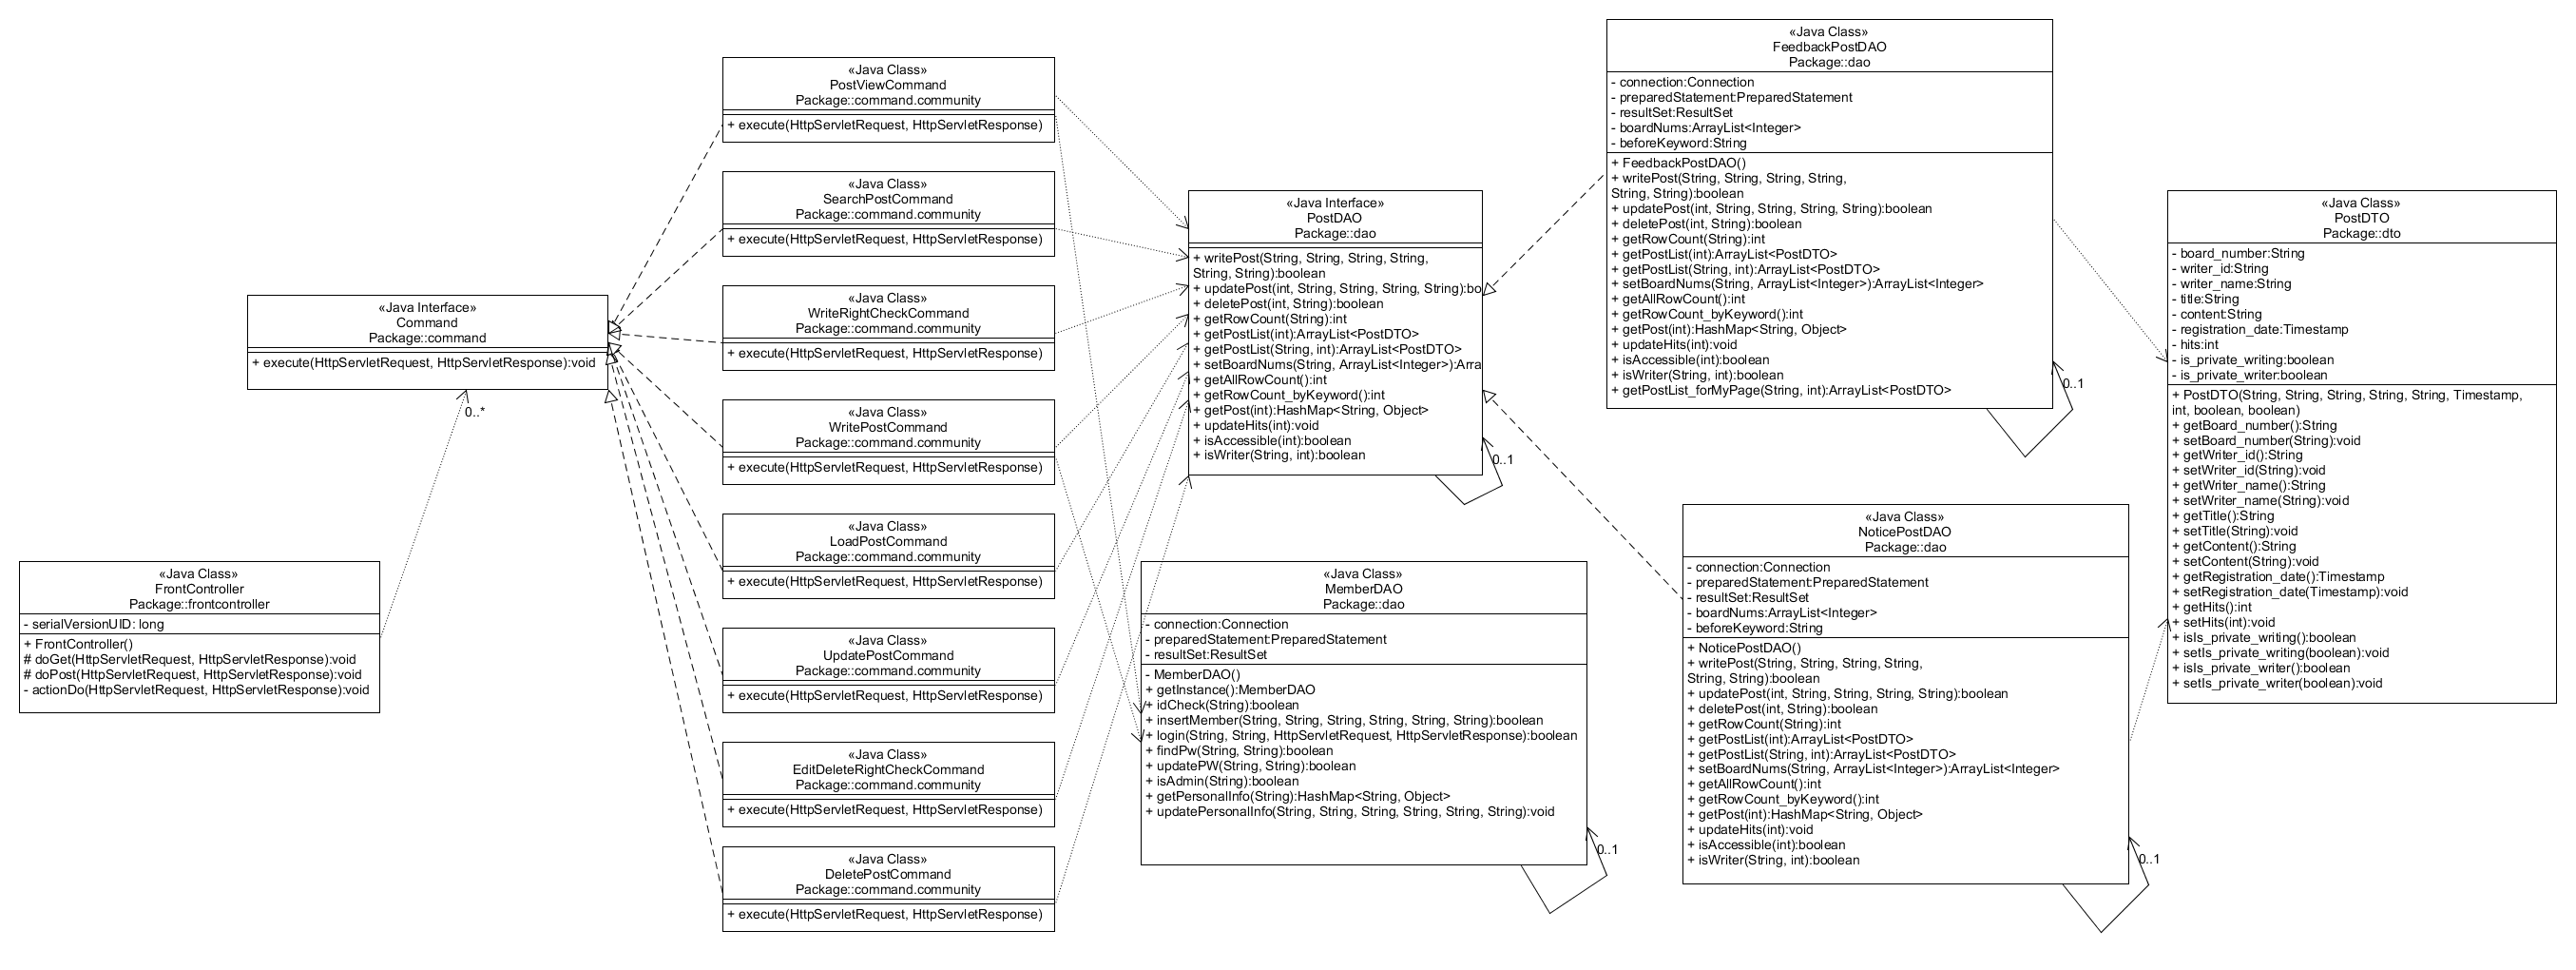 «Java Interface»
Command
Package::command
+ execute(HttpServletRequest, HttpServletResponse):void
0..*
«Java Class»
FrontController
Package::frontcontroller
- serialVersionUID: long
+ FrontController()
# doGet(HttpServletRequest, HttpServletResponse):void
# doPost(HttpServletRequest, HttpServletResponse):void
- actionDo(HttpServletRequest, HttpServletResponse):void
«Java Class»
PostViewCommand
Package::command.community
+ execute(HttpServletRequest, HttpServletResponse)
«Java Class»
SearchPostCommand
Package::command.community
+ execute(HttpServletRequest, HttpServletResponse)
«Java Class»
WriteRightCheckCommand
Package::command.community
+ execute(HttpServletRequest, HttpServletResponse)
«Java Class»
WritePostCommand
Package::command.community
+ execute(HttpServletRequest, HttpServletResponse)
«Java Class»
LoadPostCommand
Package::command.community
+ execute(HttpServletRequest, HttpServletResponse)
«Java Class»
UpdatePostCommand
Package::command.community
+ execute(HttpServletRequest, HttpServletResponse)
«Java Class»
EditDeleteRightCheckCommand
Package::command.community
+ execute(HttpServletRequest, HttpServletResponse)
«Java Class»
DeletePostCommand
Package::command.community
+ execute(HttpServletRequest, HttpServletResponse)
«Java Interface»
PostDAO
Package::dao
+ writePost(String, String, String, String,
String, String):boolean
+ updatePost(int, String, String, String, String):bo
+ deletePost(int, String):boolean
+ getRowCount(String):int
+ getPostList(int):ArrayList<PostDTO>
+ getPostList(String, int):ArrayList<PostDTO>
+ setBoardNums(String, ArrayList<Integer>):Arra
+ getAllRowCount():int
+ getRowCount_byKeyword():int
+ getPost(int):HashMap<String, Object>
+ updateHits(int):void
+ isAccessible(int):boolean
+ isWriter(String, int):boolean
0..1
«Java Class»
MemberDAO
Package::dao
- connection:Connection
- preparedStatement:PreparedStatement
- resultSet:ResultSet
- MemberDAO()
+ getInstance():MemberDAO
+ idCheck(String):boolean
+ insertMember(String, String, String, String, String, String):boolean
+ login(String, String, HttpServletRequest, HttpServletResponse):boolean
+ findPw(String, String):boolean
+ updatePW(String, String):boolean
+ isAdmin(String):boolean
+ getPersonalInfo(String):HashMap<String, Object>
+ updatePersonalInfo(String, String, String, String, String, String):void
0..1
«Java Class»
FeedbackPostDAO
Package::dao
- connection:Connection
- preparedStatement:PreparedStatement
- resultSet:ResultSet
- boardNums:ArrayList<Integer>
- beforeKeyword:String
+ FeedbackPostDAO()
+ writePost(String, String, String, String,
String, String):boolean
+ updatePost(int, String, String, String, String):boolean
+ deletePost(int, String):boolean
+ getRowCount(String):int
+ getPostList(int):ArrayList<PostDTO>
+ getPostList(String, int):ArrayList<PostDTO>
+ setBoardNums(String, ArrayList<Integer>):ArrayList<Integer>
+ getAllRowCount():int
+ getRowCount_byKeyword():int
+ getPost(int):HashMap<String, Object>
+ updateHits(int):void
+ isAccessible(int):boolean
+ isWriter(String, int):boolean
+ getPostList_forMyPage(String, int):ArrayList<PostDTO>
0..1
«Java Class»
NoticePostDAO
Package::dao
- connection:Connection
- preparedStatement:PreparedStatement
- resultSet:ResultSet
- boardNums:ArrayList<Integer>
- beforeKeyword:String
+ NoticePostDAO()
+ writePost(String, String, String, String,
String, String):boolean
+ updatePost(int, String, String, String, String):boolean
+ deletePost(int, String):boolean
+ getRowCount(String):int
+ getPostList(int):ArrayList<PostDTO>
+ getPostList(String, int):ArrayList<PostDTO>
+ setBoardNums(String, ArrayList<Integer>):ArrayList<Integer>
+ getAllRowCount():int
+ getRowCount_byKeyword():int
+ getPost(int):HashMap<String, Object>
+ updateHits(int):void
+ isAccessible(int):boolean
+ isWriter(String, int):boolean
0..1
«Java Class»
PostDTO
Package::dto
- board_number:String
- writer_id:String
- writer_name:String
- title:String
- content:String
- registration_date:Timestamp
- hits:int
- is_private_writing:boolean
- is_private_writer:boolean
+ PostDTO(String, String, String, String, String, Timestamp,
int, boolean, boolean)
+ getBoard_number():String
+ setBoard_number(String):void
+ getWriter_id():String
+ setWriter_id(String):void
+ getWriter_name():String
+ setWriter_name(String):void
+ getTitle():String
+ setTitle(String):void
+ getContent():String
+ setContent(String):void
+ getRegistration_date():Timestamp
+ setRegistration_date(Timestamp):void
+ getHits():int
+ setHits(int):void
+ isIs_private_writing():boolean
+ setIs_private_writing(boolean):void
+ isIs_private_writer():boolean
+ setIs_private_writer(boolean):void